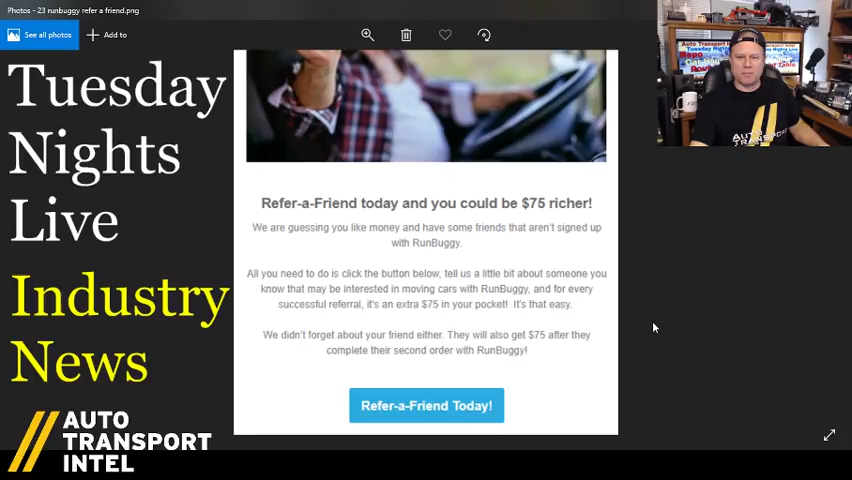 Photos - 23 runbuggy refer a friend.png
See all photos
Add to
Tuesday
Nights
Live
Industry
News
AUTO
TRANSPORT
INTEL
Refer-a-Friend today and you could be $75 richer!
We are guessing you like money and have some friends that aren't signed up
with RunBuggy.
All you need to do is click the button below, tell us a little bit about someone you
know that may be interested in moving cars with RunBuggy, and for every
successful referral, it's an extra $75 in your pocket! It's that easy.
We didn't forget about your friend either. They will also get $75 after they
complete their second order with RunBuggy!
Refer-a-Friend Today!